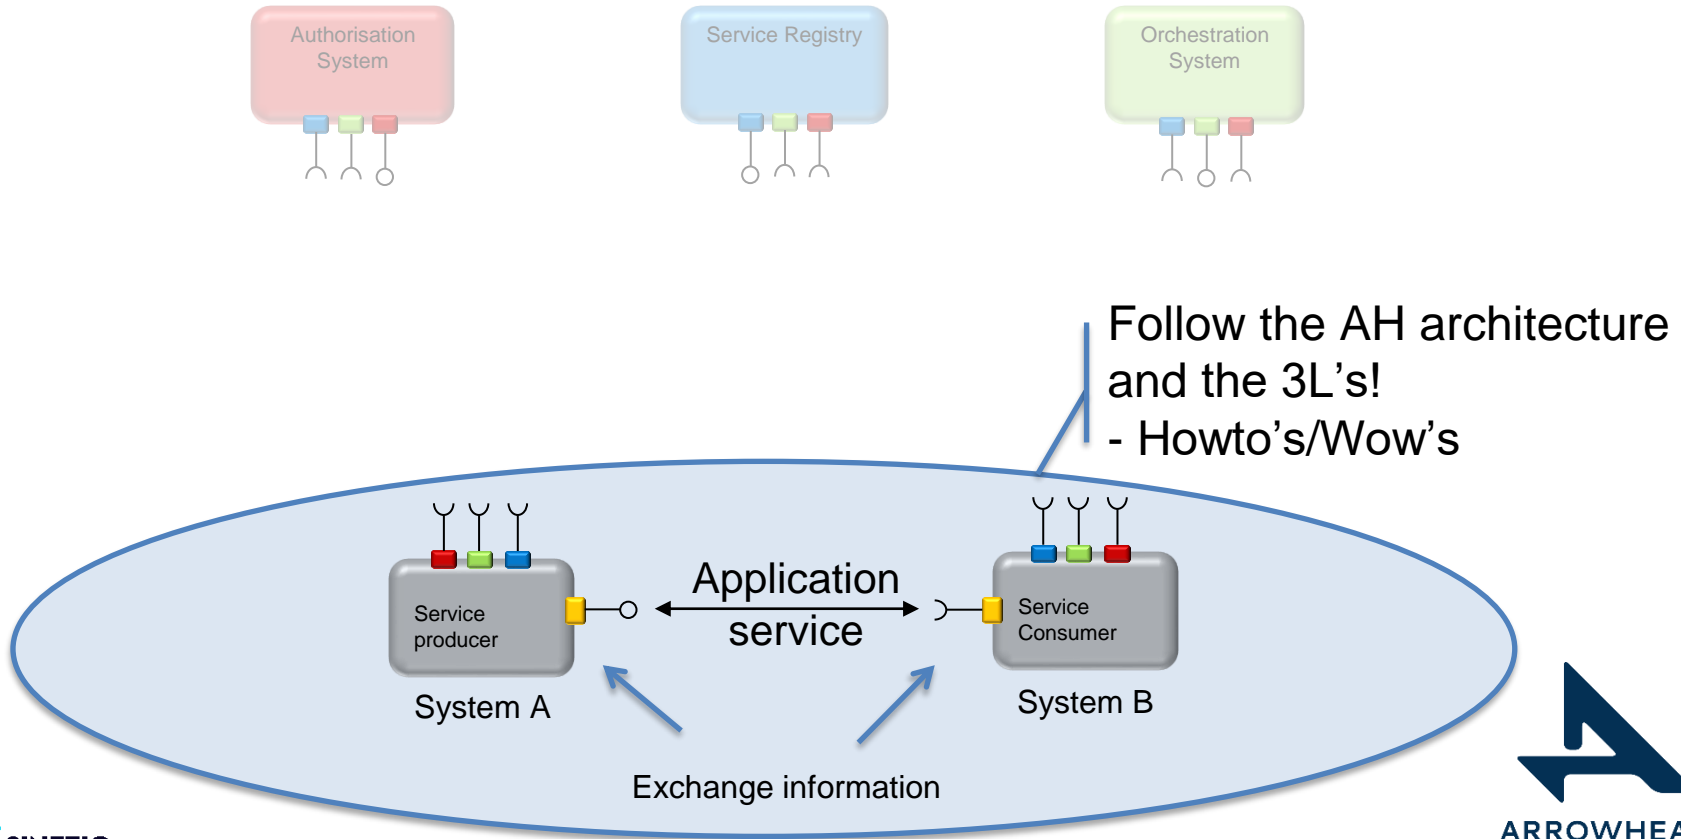 Authorisation
System
Service Registry
Orchestration
System
Follow the AH architecture
and the 3L's!
- Howto's/Wow's
Application
service
Service
producer
Service
Consumer
System A
System B
Exchange information